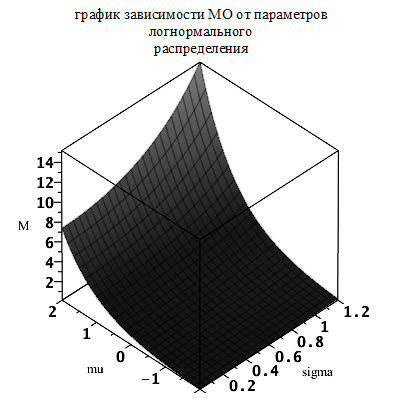 график зависимости МО от параметров
логнормального
распределения
14
12
10
8
6
4
2
M
2
1
0
−1
mu
0.2
0.4
0.6
0.8
1
1.2
sigma